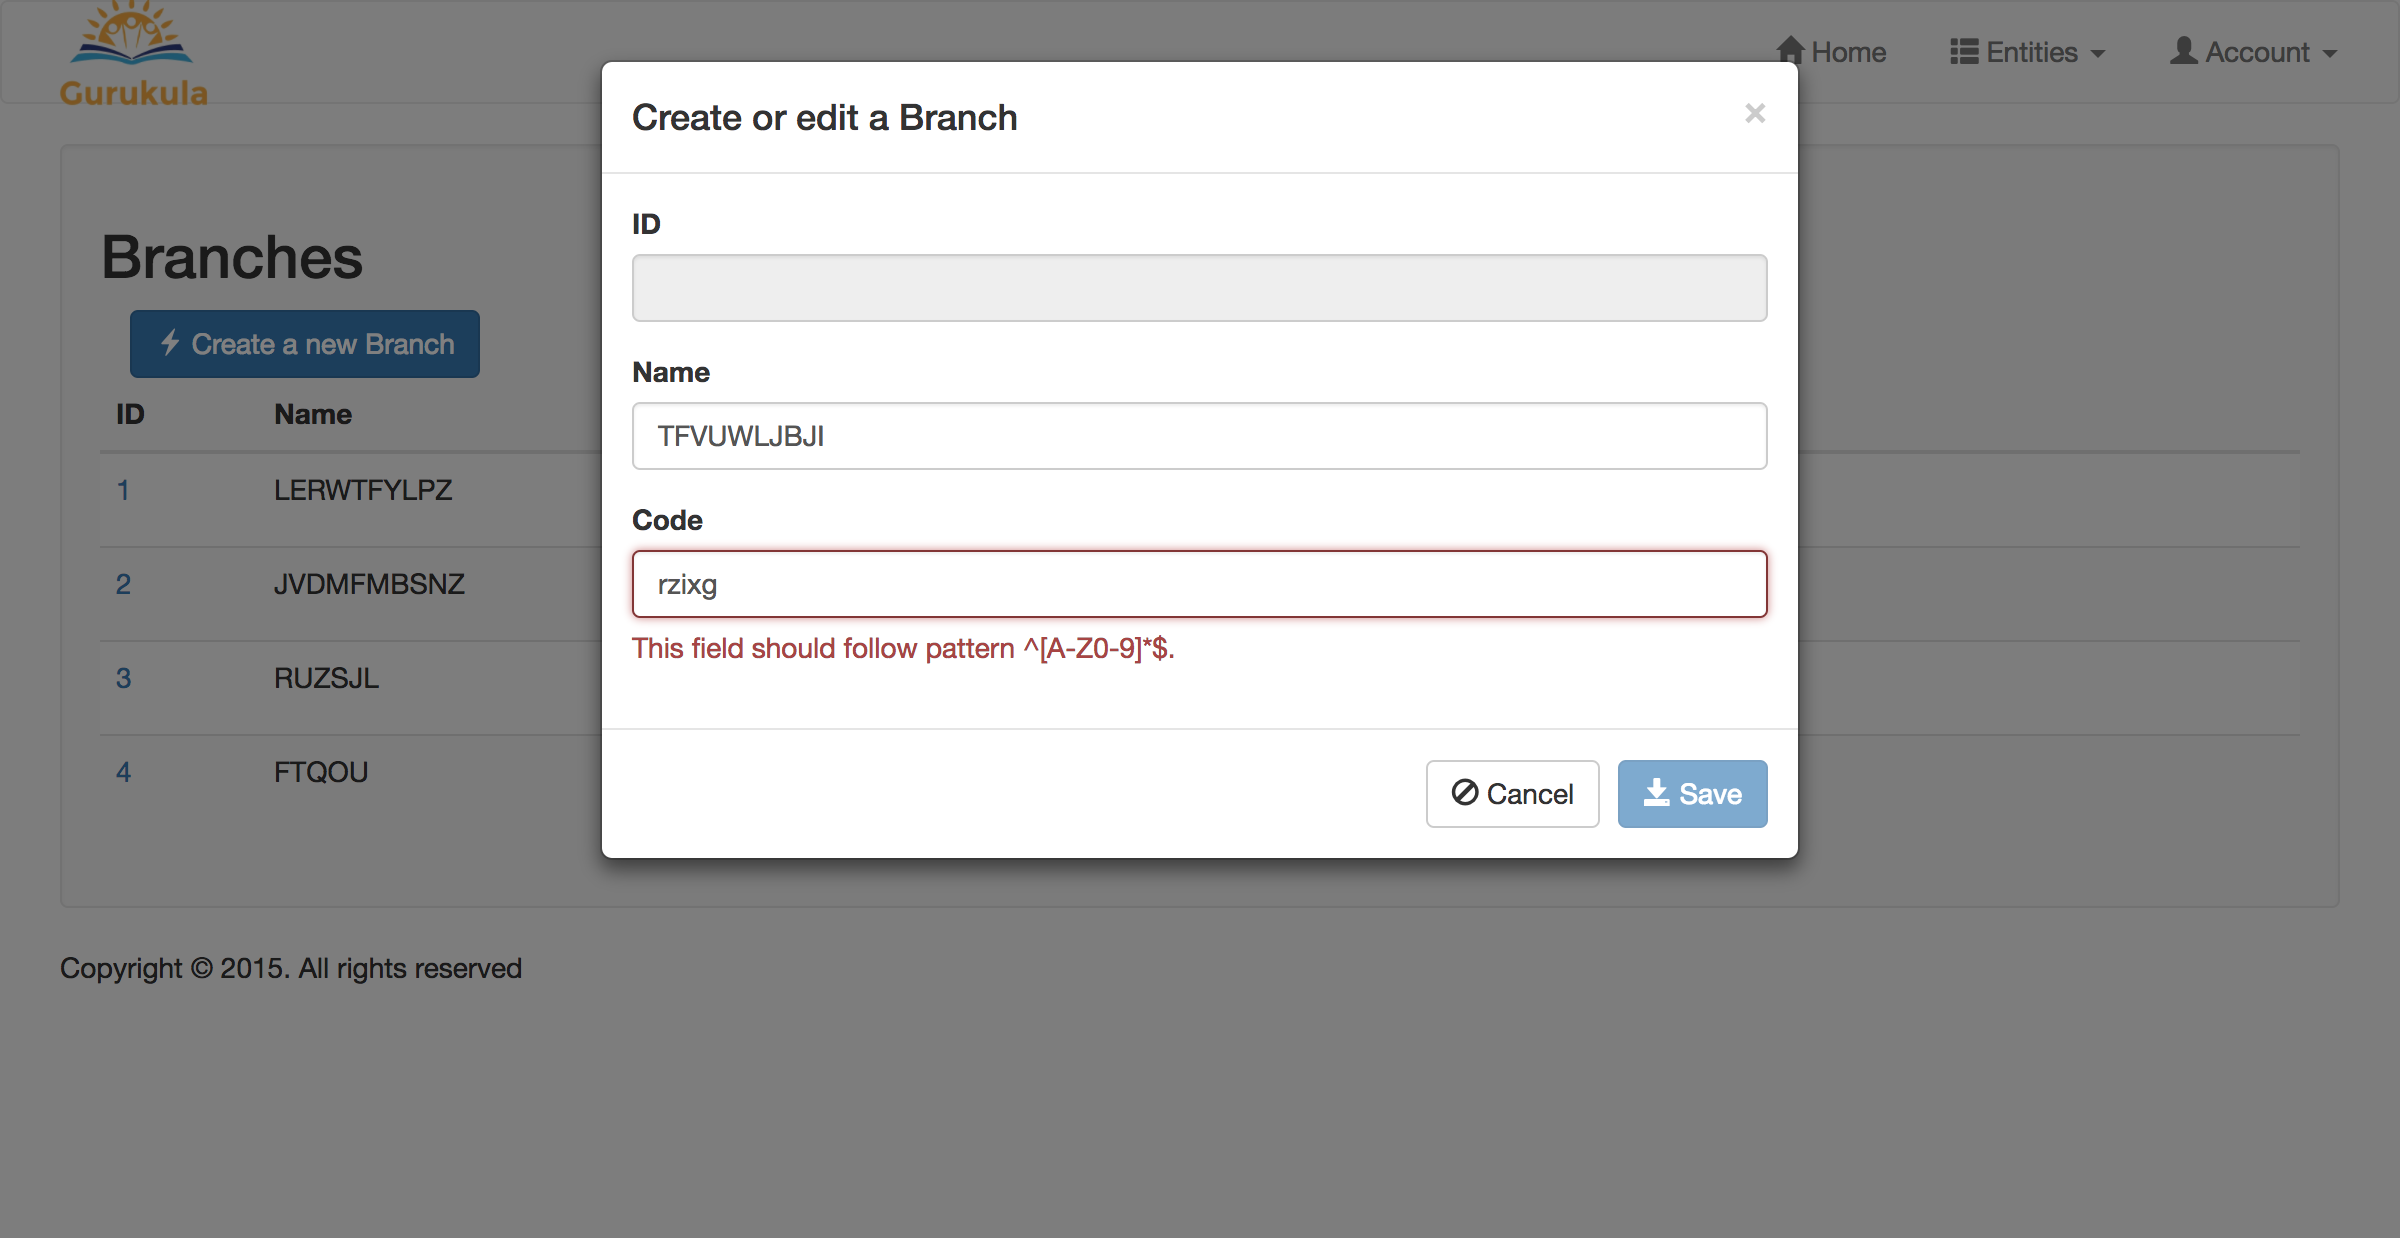 Gurukula
Home Entities Account
Create or edit a Branch ×
ID
Name
TFVUWLJBJI
Code
rzixg
This field should follow pattern ^[A-Z0-9]*$.
Cancel Save
Branches
Create a new Branch
ID Name
1 LERWTFYLPZ
2 JVDMFMBSNZ
3 RUZSJL
4 FTQOU
Copyright © 2015. All rights reserved